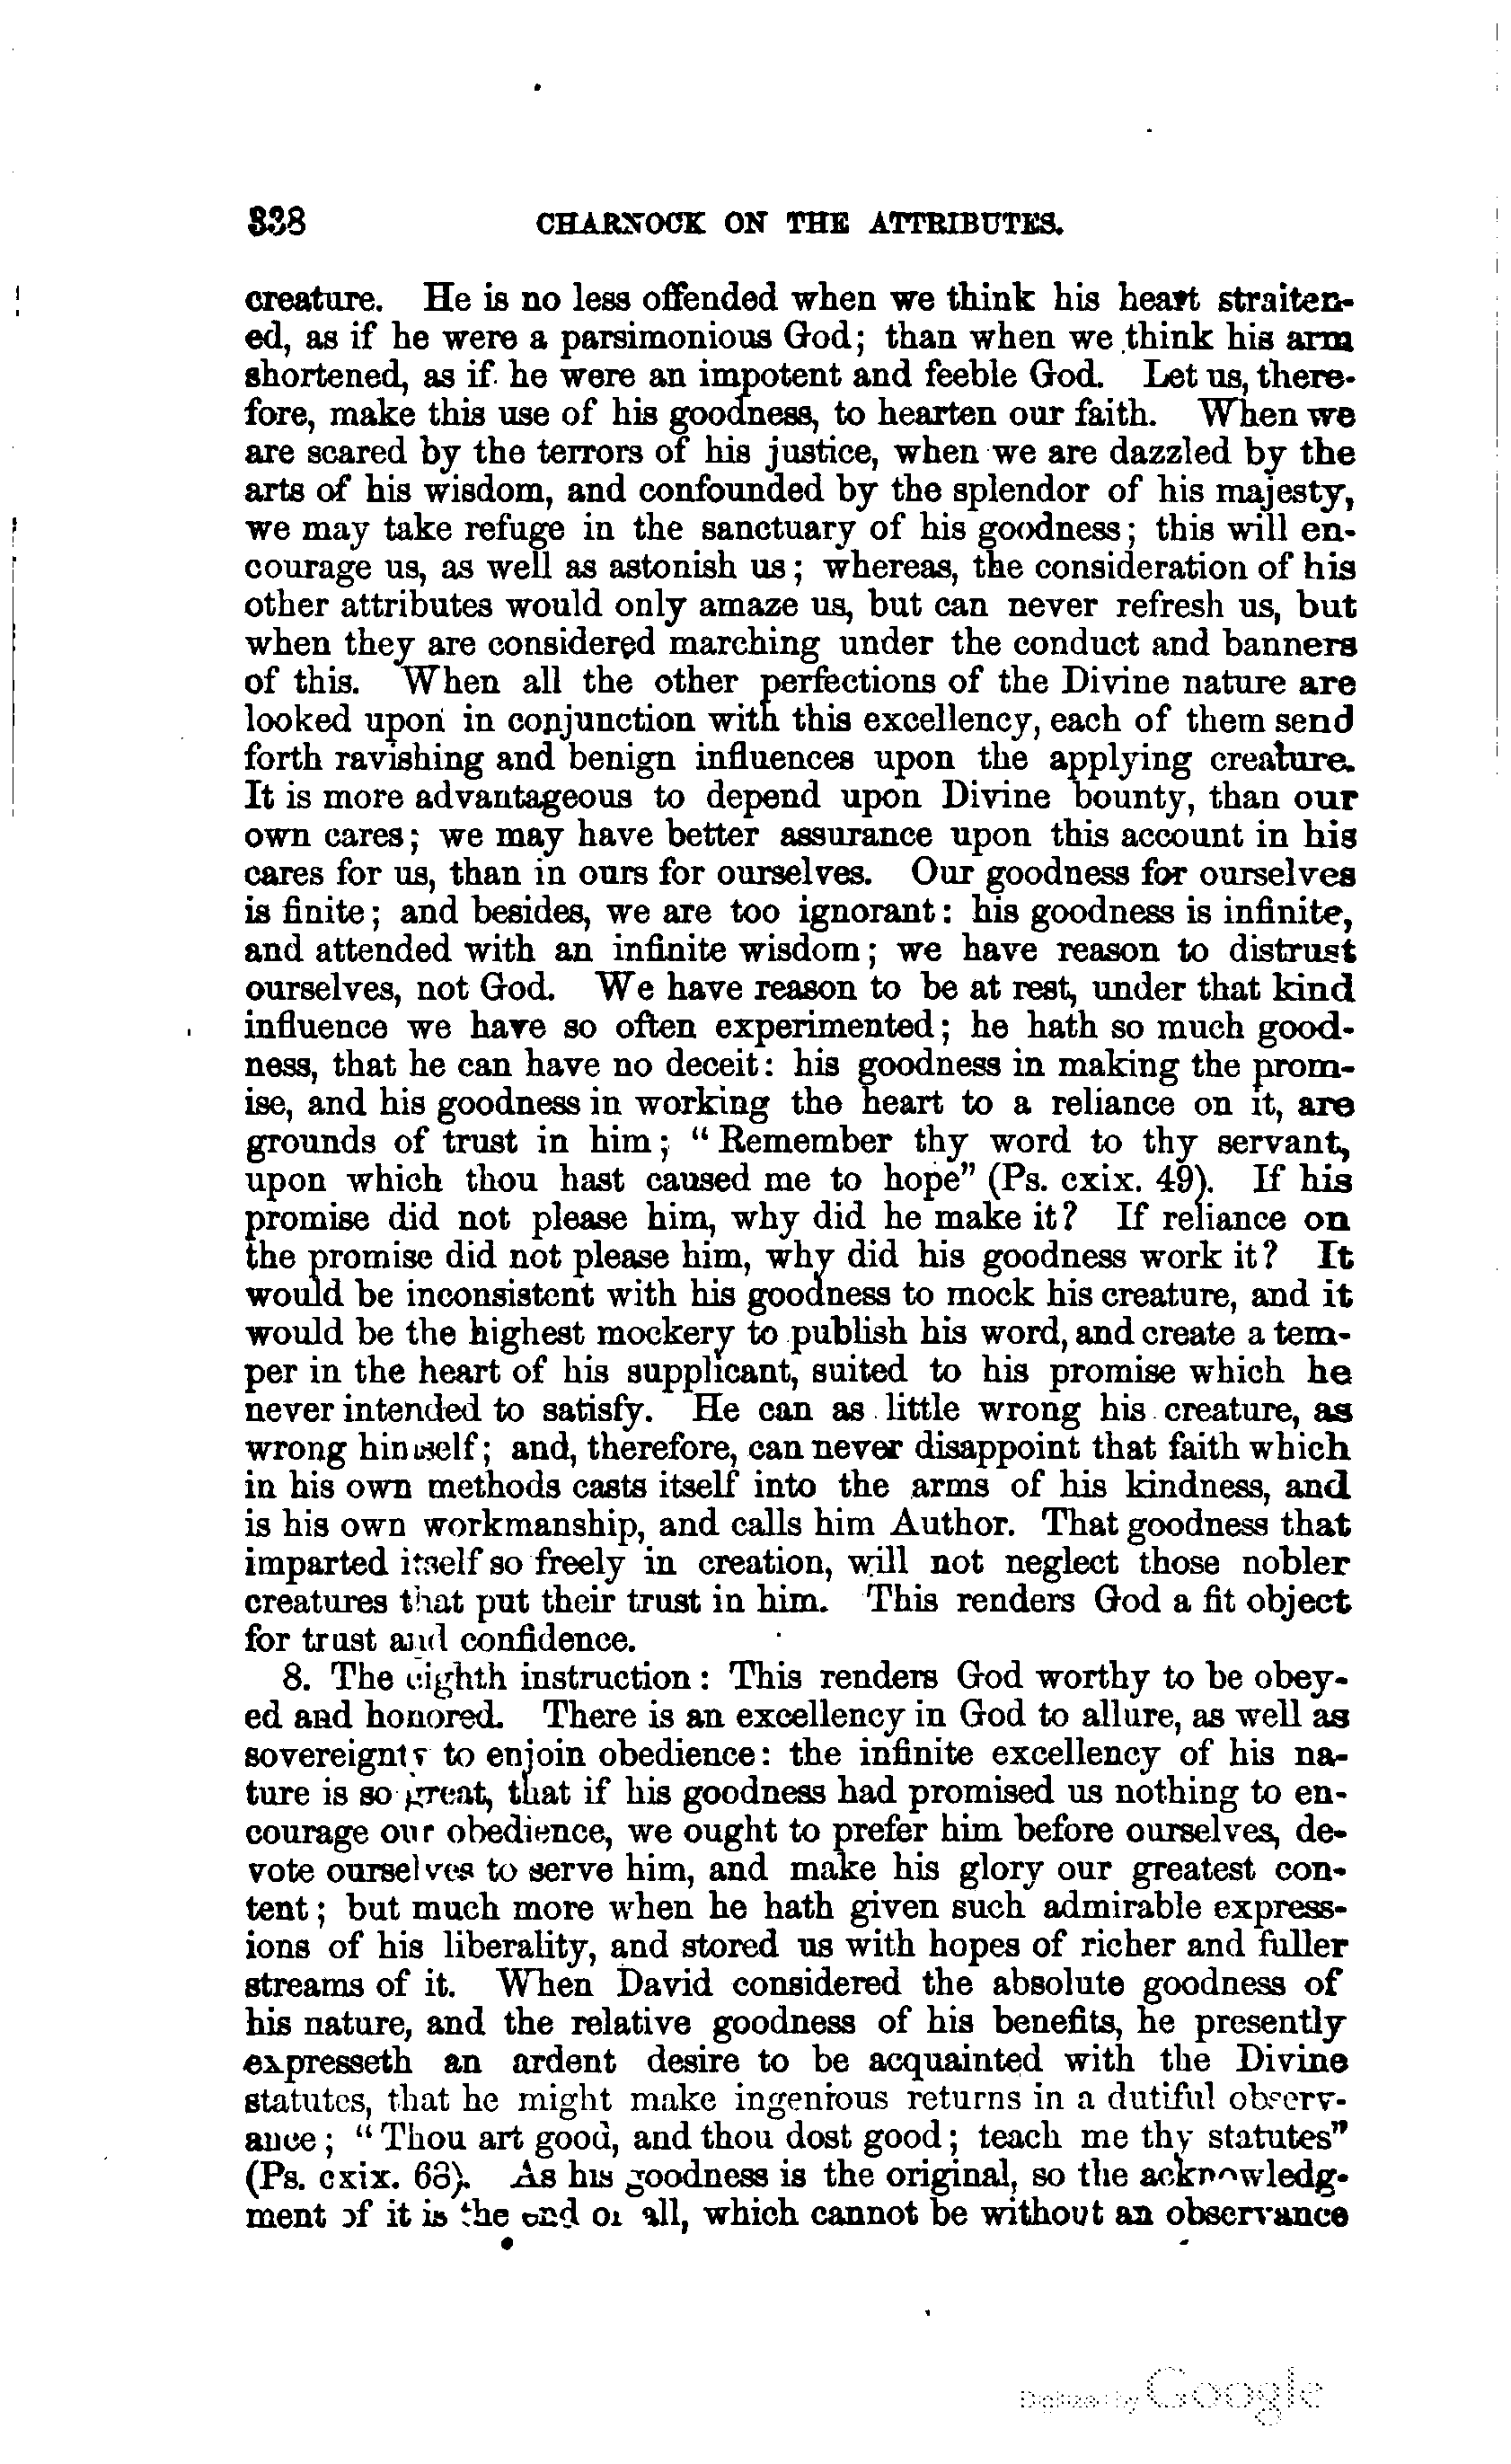 338 CHARNOCK ON THE ATTRIBUTES.
creature. He is no less offended when we think his heart straiten-
ed, as if he were a parsimonious God; than when we think his arm
shortened, as if he were an impotent and feeble God. Let us, there-
fore, make this use of his goodness, to hearten our faith. When we
are scared by the terrors of his justice, when we are dazzled by the
arts of his wisdom, and confounded by the splendor of his majesty,
we may take refuge in the sanctuary of his goodness; this will en-
courage us, as well as astonish us; whereas, the consideration of his
other attributes would only amaze us, but can never refresh us, but
when they are considered marching under the conduct and banners
of this. When all the other perfections of the Divine nature are
looked upon in conjunction with this excellency, each of them send
forth ravishing and benign influences upon the applying creature.
It is more advantageous to depend upon Divine bounty, than our
own cares; we may have better assurance upon this account in his
cares for us, than in ours for ourselves. Our goodness for ourselves
is finite; and besides, we are too ignorant: his goodness is infinite,
and attended with an infinite wisdom; we have reason to distrust
ourselves, not God. We have reason to be at rest, under that kind
influence we have so often experimented; he hath so much good-
ness, that he can have no deceit: his goodness in making the prom-
ise, and his goodness in working the heart to a reliance on it, are
grounds of trust in him; "Remember thy word to thy servant,
upon which thou hast caused me to hope" (Ps. cxix. 49). If his
promise did not please him, why did he make it? If reliance on
the promise did not please him, why did his goodness work it? It
would be inconsistent with his goodness to mock his creature, and it
would be the highest mockery to publish his word, and create a tem-
per in the heart of his supplicant, suited to his promise which he
never intended to satisfy. He can as little wrong his creature, as
wrong himself; and, therefore, can never disappoint that faith which
in his own methods casts itself into the arms of his kindness, and
is his own workmanship, and calls him Author. That goodness that
imparted itself so freely in creation, will not neglect those nobler
creatures that put their trust in him. This renders God a fit object
for trust and confidence.
8. The eighth instruction: This renders God worthy to be obey-
ed and honored. There is an excellency in God to allure, as well as
sovereignty to enjoin obedience: the infinite excellency of his na-
ture is so great, that if his goodness had promised us nothing to en-
courage our obedience, we ought to prefer him before ourselves, de-
vote ourselves to serve him, and make his glory our greatest con-
tent; but much more when he hath given such admirable express-
ions of his liberality, and stored us with hopes of richer and fuller
streams of it. When David considered the absolute goodness of
his nature, and the relative goodness of his benefits, he presently
expresseth an ardent desire to be acquainted with the Divine
statutes, that he might make ingenious returns in a dutiful observ-
ance; "Thou art good, and thou dost good; teach me thy statutes"
(Ps. cxix. 68). As his goodness is the original, so the acknowledg-
ment of it is the end of all, which cannot be without an observance
Digitized by Google